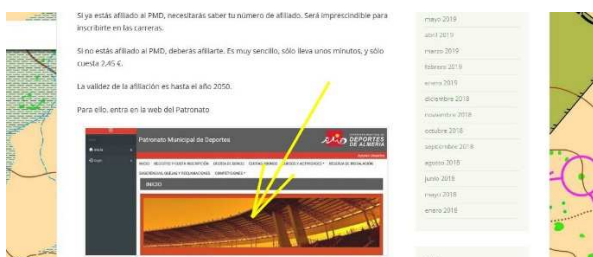 Si ya estás afiliado al PMD, necesitarás saber tu número de afiliado. Será imprescindible para
inscribirte en las carreras.
Si no estás afiliado al PMD, deberás afiliarte. Es muy sencillo, sólo lleva unos minutos, y sólo
cuesta 2,45 €.
La validez de la afiliación es hasta el año 2050.
Para ello, entra en la web del Patronato
Patronato Municipal de Deportes
DEPORTES
DE ALMERIA
Inicio
INICIO
mayo 2019
abril 2019
marzo 2019
febrero 2019
enero 2019
diciembre 2018
noviembre 2018
octubre 2018
septiembre 2018
agosto 2018
junio 2018
mayo 2018
enero 2018